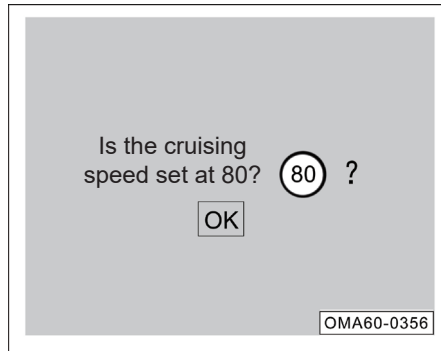 Is the cruising
speed set at 80? 80 ?
OK
OMA60-0356